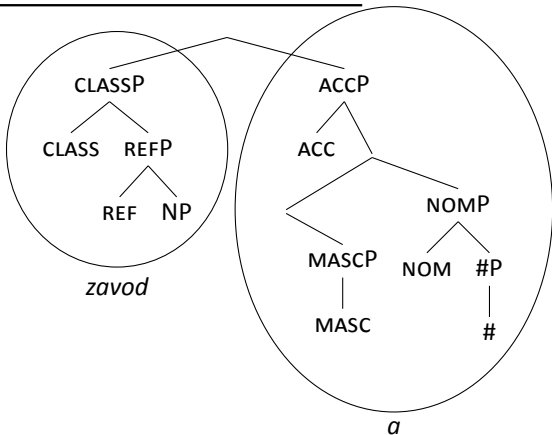 CLASSP ACCP
CLASS REFP ACC
REF NP NOMP
MASCP NOM #P
zavod
MASC #
a